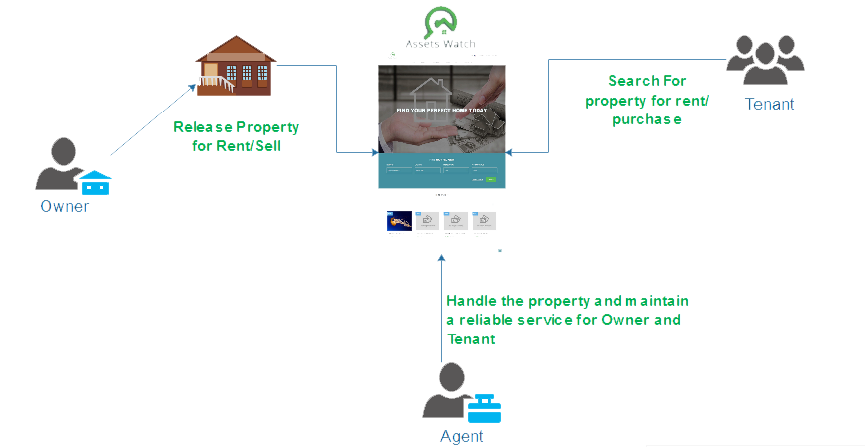 Assets Watch
FIND YOUR PERFECT HOME TODAY
Search For
property for rent/
purchase
Tenant
Release Property
for Rent/Sell
Owner
Handle the property and maintain
a reliable service for Owner and
Tenant
Agent